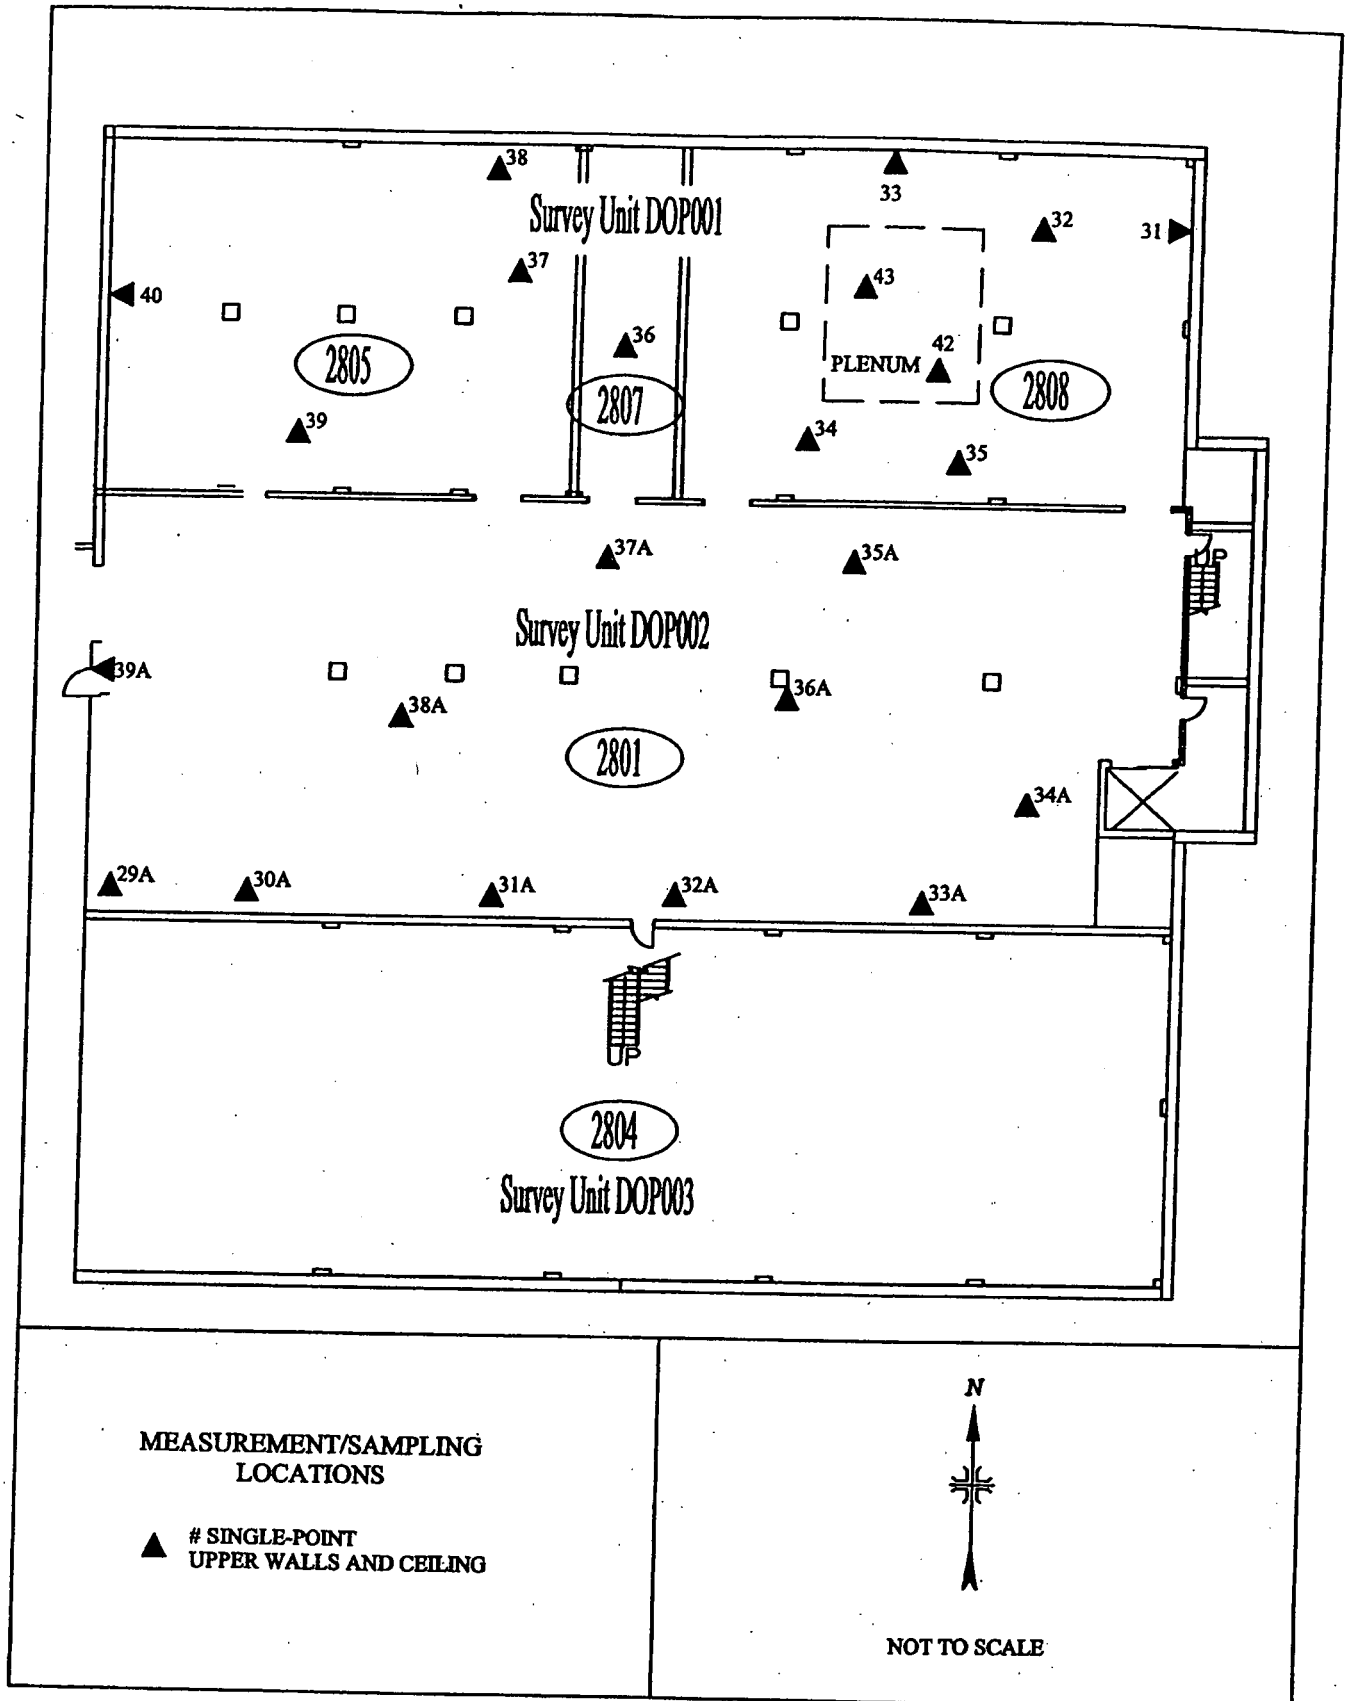 38
33
Survey Unit DOP001
32
31
37
43
40
36
42
2805
PLENUM
2808
2807
39
34
35
37A
35A
UP
Survey Unit DOP002
39A
38A
36A
2801
34A
29A
30A
31A
32A
33A
UP
2804
Survey Unit DOP003
N
MEASUREMENT/SAMPLING
LOCATIONS
# SINGLE-POINT
UPPER WALLS AND CEILING
NOT TO SCALE